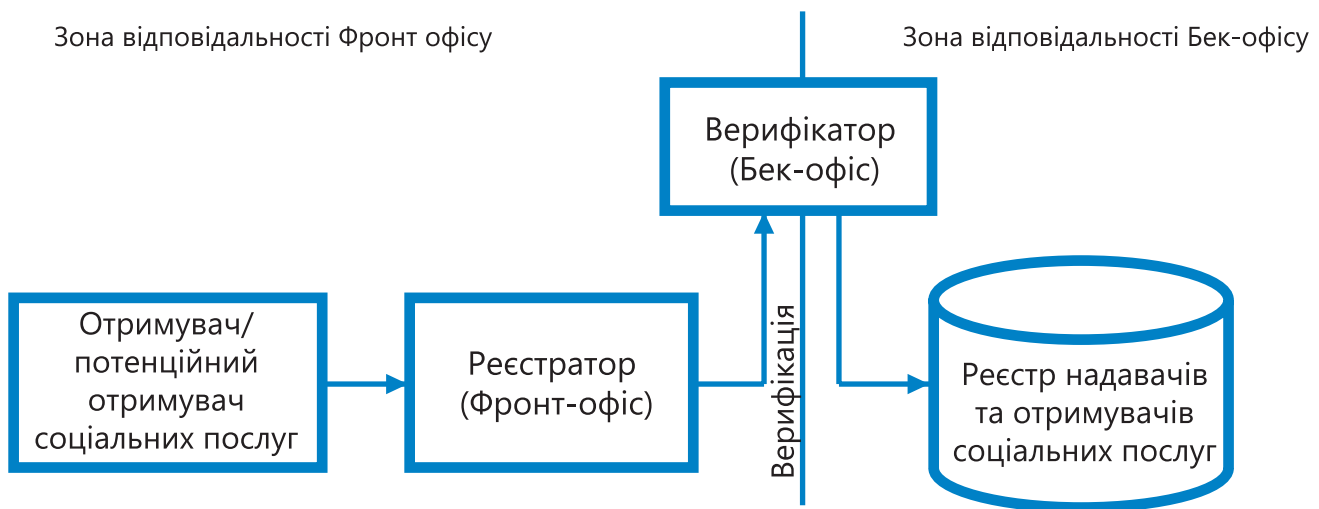 Зона відповідальності Фронт офісу
Зона відповідальності Бек-офісу
Верифікатор
(Бек-офіс)
Отримувач/
потенційний
отримувач
соціальних послуг
Реєстратор
(Фронт-офіс)
Верифікація
Реєстр надавачів
та отримувачів
соціальних послуг